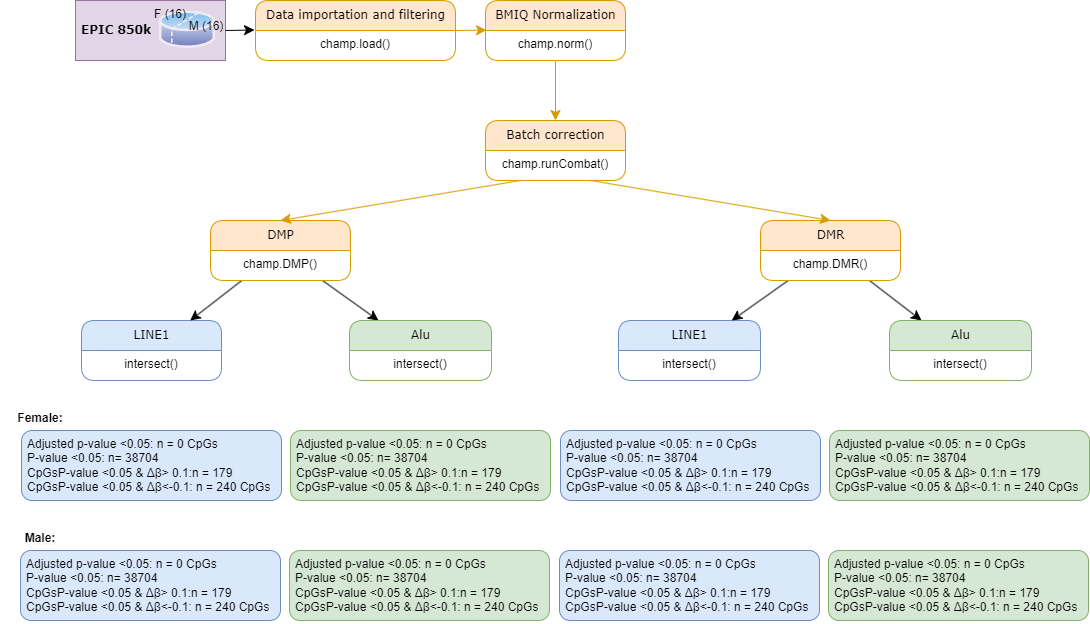 EPIC 850k
F (16)
M (16)
Data importation and filtering
champ.load()
BMIQ Normalization
champ.norm()
Batch correction
champ.runCombat()
DMP
champ.DMP()
DMR
champ.DMR()
LINE1
intersect()
Alu
intersect()
LINE1
intersect()
Alu
intersect()
Female:
Adjusted p-value <0.05: n = 0 CpGs
P-value <0.05: n= 38704
CpGsP-value <0.05 & Δβ> 0.1:n = 179
CpGsP-value <0.05 & Δβ<-0.1: n = 240 CpGs
Adjusted p-value <0.05: n = 0 CpGs
P-value <0.05: n= 38704
CpGsP-value <0.05 & Δβ> 0.1:n = 179
CpGsP-value <0.05 & Δβ<-0.1: n = 240 CpGs
Adjusted p-value <0.05: n = 0 CpGs
P-value <0.05: n= 38704
CpGsP-value <0.05 & Δβ> 0.1:n = 179
CpGsP-value <0.05 & Δβ<-0.1: n = 240 CpGs
Adjusted p-value <0.05: n = 0 CpGs
P-value <0.05: n= 38704
CpGsP-value <0.05 & Δβ> 0.1:n = 179
CpGsP-value <0.05 & Δβ<-0.1: n = 240 CpGs
Male:
Adjusted p-value <0.05: n = 0 CpGs
P-value <0.05: n= 38704
CpGsP-value <0.05 & Δβ> 0.1:n = 179
CpGsP-value <0.05 & Δβ<-0.1: n = 240 CpGs
Adjusted p-value <0.05: n = 0 CpGs
P-value <0.05: n= 38704
CpGsP-value <0.05 & Δβ> 0.1:n = 179
CpGsP-value <0.05 & Δβ<-0.1: n = 240 CpGs
Adjusted p-value <0.05: n = 0 CpGs
P-value <0.05: n= 38704
CpGsP-value <0.05 & Δβ> 0.1:n = 179
CpGsP-value <0.05 & Δβ<-0.1: n = 240 CpGs
Adjusted p-value <0.05: n = 0 CpGs
P-value <0.05: n= 38704
CpGsP-value <0.05 & Δβ> 0.1:n = 179
CpGsP-value <0.05 & Δβ<-0.1: n = 240 CpGs